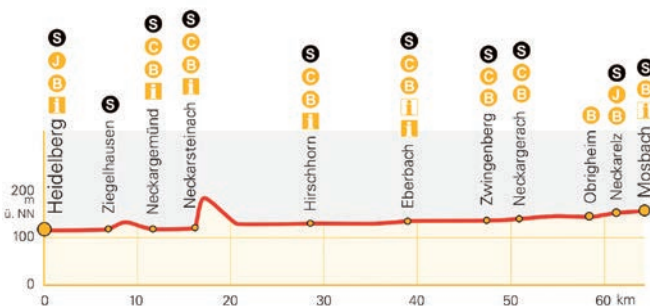 S
J
B
i
Heidelberg
S
Ziegelhausen
S
C
B
i
Neckargemünd
S
C
B
i
Neckarsteinach
S
C
B
i
Hirschhorn
S
C
B
i
i
Eberbach
S
C
B
Zwingenberg
S
C
B
Neckargerach
B
Obrigheim
S
J
B
Neckarelz
S
B
i
Mosbach
200
m
ü. NN
100
0
0 10 20 30 40 50 60 km